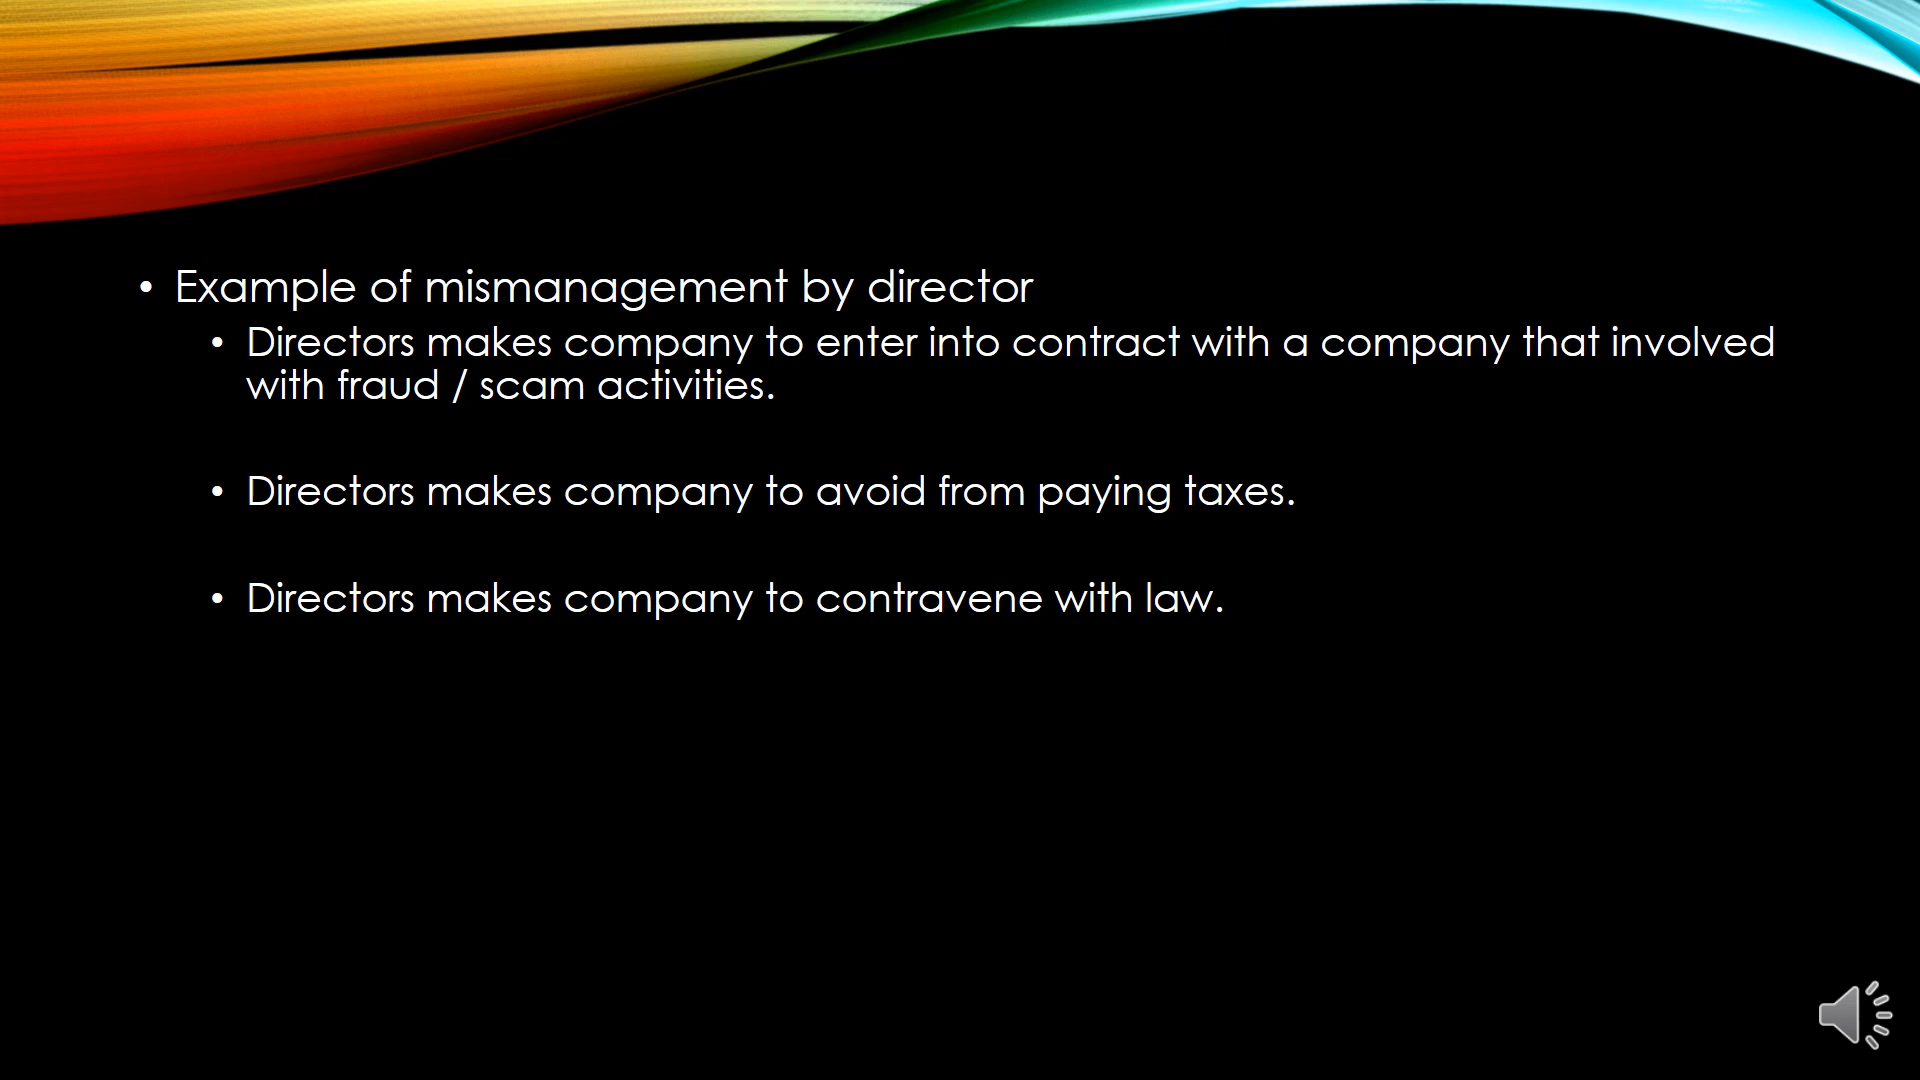 • Example of mismanagement by director
• Directors makes company to enter into contract with a company that involved
with fraud / scam activities.
• Directors makes company to avoid from paying taxes.
• Directors makes company to contravene with law.